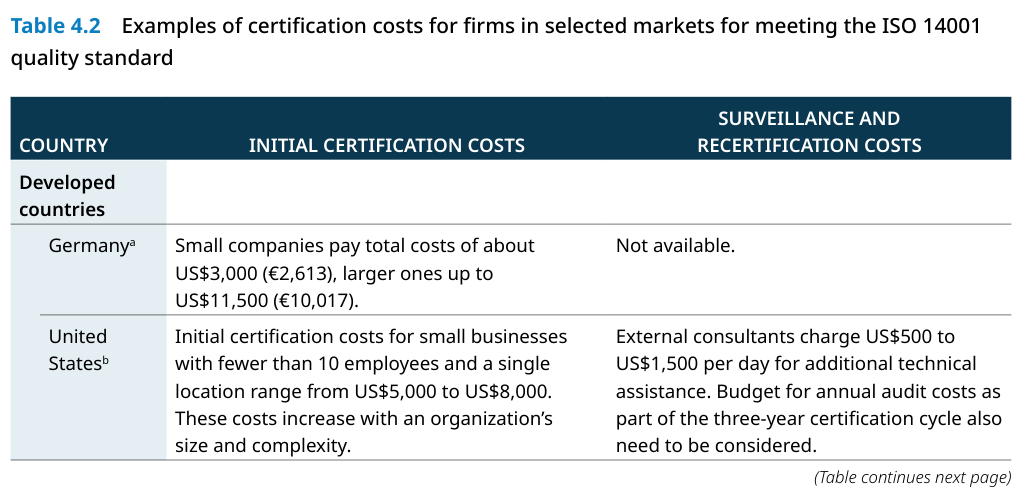 Table 4.2 Examples of certification costs for firms in selected markets for meeting the ISO 14001
quality standard
COUNTRY
INITIAL CERTIFICATION COSTS
SURVEILLANCE AND
RECERTIFICATION COSTS
Developed
countries
Germanyᵃ
Small companies pay total costs of about
US$3,000 (€2,613), larger ones up to
US$11,500 (€10,017).
Not available.
United
Statesᵇ
Initial certification costs for small businesses
with fewer than 10 employees and a single
location range from US$5,000 to US$8,000.
These costs increase with an organization’s
size and complexity.
External consultants charge US$500 to
US$1,500 per day for additional technical
assistance. Budget for annual audit costs as
part of the three-year certification cycle also
need to be considered.
(Table continues next page)